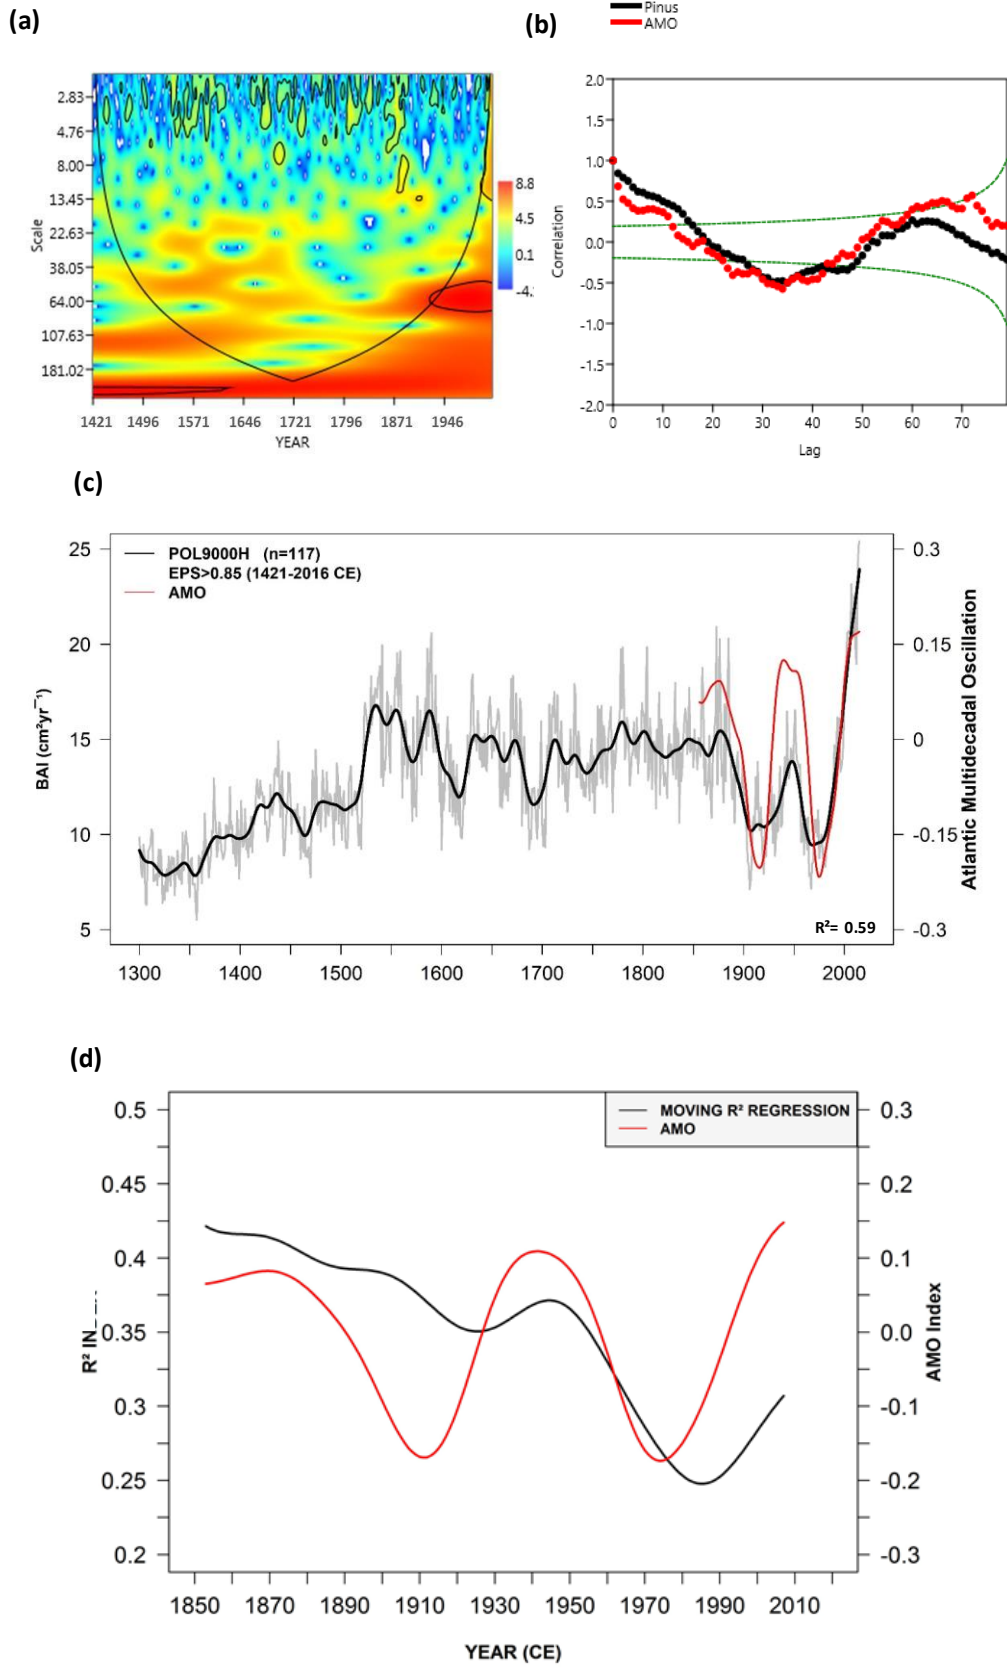 (a)
Scale
2.83
4.76
8.00
13.45
22.63
38.05
64.00
107.63
181.02
1421 1496 1571 1646 1721 1796 1871 1946
YEAR
8.8
4.5
0.1
(b)
Pinus
AMO
Correlation
2.0
1.5
1.0
0.5
0.0
-0.5
-1.0
-1.5
-2.0
0 10 20 30 40 50 60 70
Lag
(c)
POL9000H (n=117)
EPS>0.85 (1421-2016 CE)
AMO
BAI (cm²yr⁻¹)
25
20
15
10
5
0.3
0.15
0
-0.15
-0.3
Atlantic Multidecadal Oscillation
R²= 0.59
1300 1400 1500 1600 1700 1800 1900 2000
(d)
MOVING R² REGRESSION
AMO
R²
0.5
0.45
0.4
0.35
0.3
0.25
0.2
0.3
0.2
0.1
0.0
-0.1
-0.2
-0.3
AMO Index
1850 1870 1890 1910 1930 1950 1970 1990 2010
YEAR (CE)